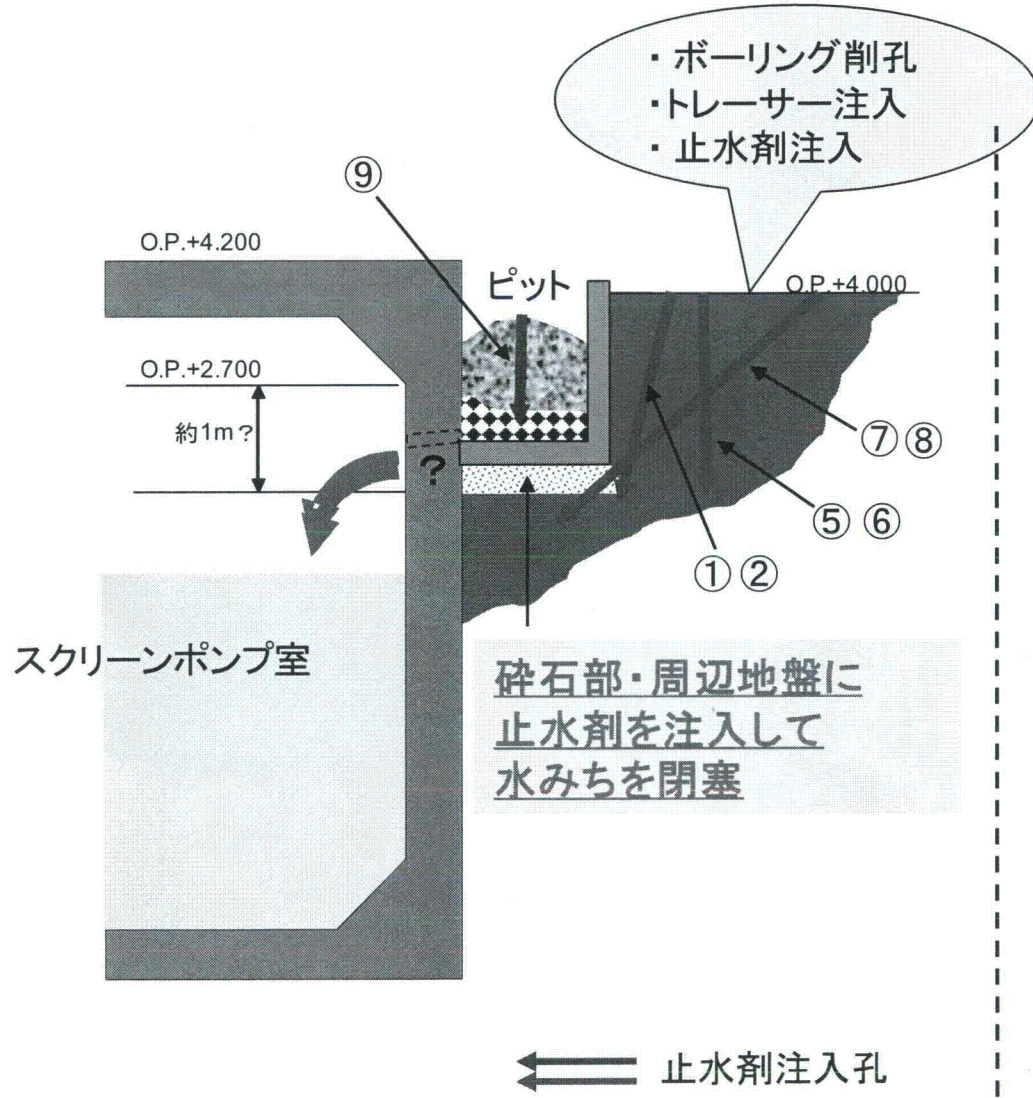 ・ボーリング削孔
・トレーサー注入
・止水剤注入
⑨
O.P.+4.200
ピット
O.P.+4.000
O.P.+2.700
約1m?
?
⑦⑧
⑤⑥
①②
スクリーンポンプ室
砕石部・周辺地盤に
止水剤を注入して
水みちを閉塞
止水剤注入孔